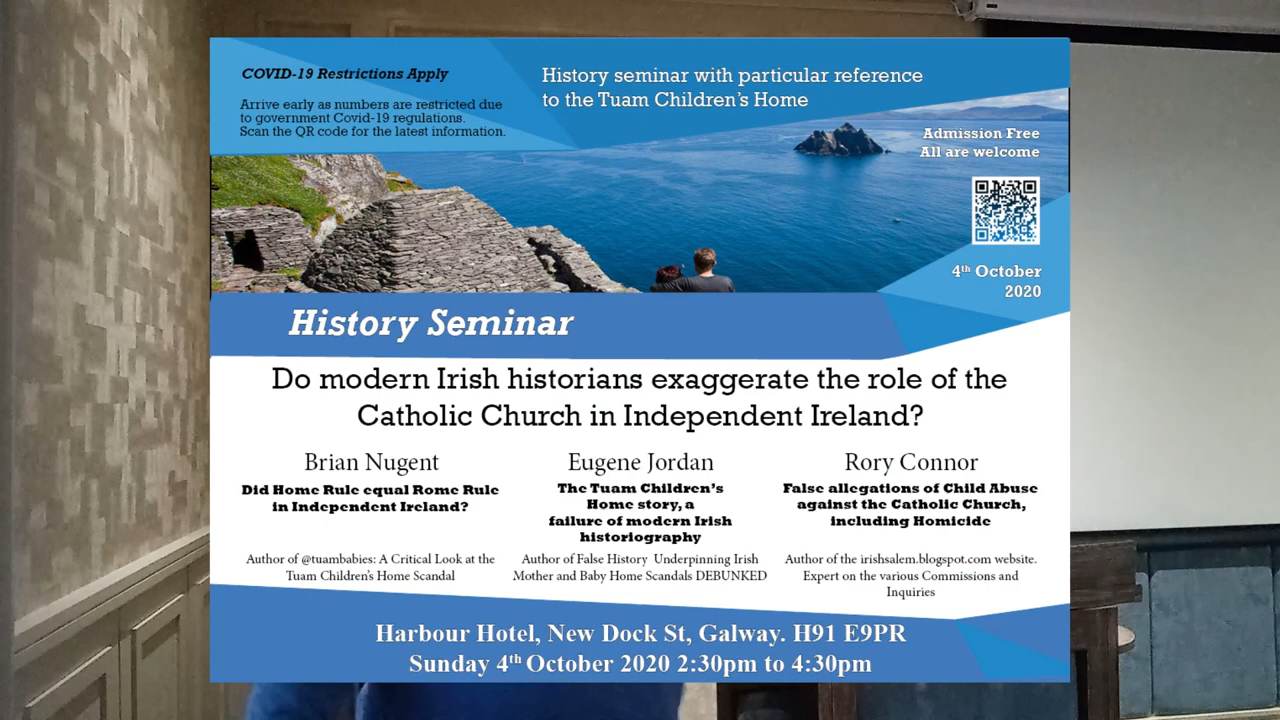 COVID-19 Restrictions Apply
Arrive early as numbers are restricted due
to government Covid-19 regulations.
Scan the QR code for the latest information.
History seminar with particular reference
to the Tuam Children's Home
Admission Free
All are welcome
4th October
2020
History Seminar
Do modern Irish historians exaggerate the role of the
Catholic Church in Independent Ireland?
Brian Nugent
Did Home Rule equal Rome Rule
in Independent Ireland?
Author of @tuambabies: A Critical Look at the
Tuam Children's Home Scandal
Eugene Jordan
The Tuam Children's
Home story, a
failure of modern Irish
historiography
Author of False History Underpinning Irish
Mother and Baby Home Scandals DEBUNKED
Rory Connor
False allegations of Child Abuse
against the Catholic Church,
including Homicide
Author of the irishsalem.blogspot.com website.
Expert on the various Commissions and
Inquiries
Harbour Hotel, New Dock St, Galway. H91 E9PR
Sunday 4th October 2020 2:30pm to 4:30pm